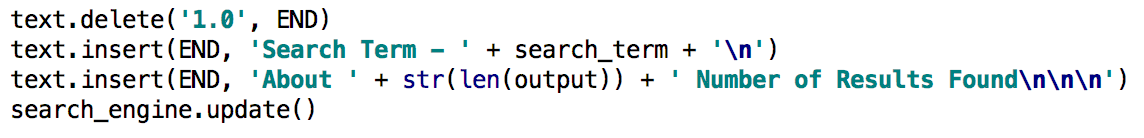 text.delete('1.0', END)
text.insert(END, 'Search Term – ' + search_term + '\n')
text.insert(END, 'About ' + str(len(output)) + ' Number of Results Found\n\n\n')
search_engine.update()